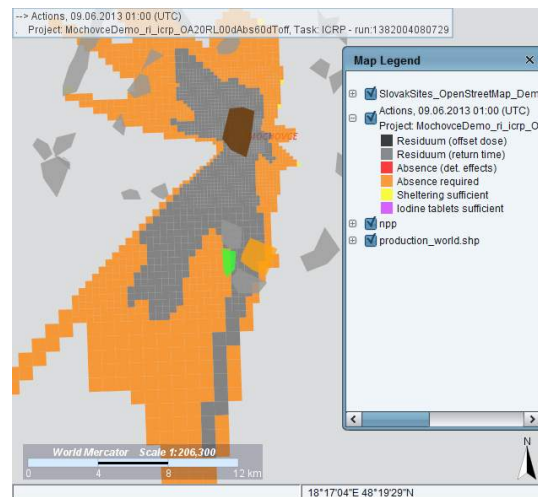 --> Actions, 09.06.2013 01:00 (UTC)
. Project: MochovceDemo_ri_icrp_OA20RL00dAbs60dToff, Task: ICRP - run:1382004080729
Map Legend
SlovakSites_OpenStreetMap_Dem
Actions, 09.06.2013 01:00 (UTC)
Project: MochovceDemo_ri_icrp_O
Residuum (offset dose)
Residuum (return time)
Absence (det. effects)
Absence required
Sheltering sufficient
Iodine tablets sufficient
npp
production_world.shp
MOCHOVCE
World Mercator Scale 1:206,300
0 4 8 12 km
N
18°17'04"E 48°19'29"N